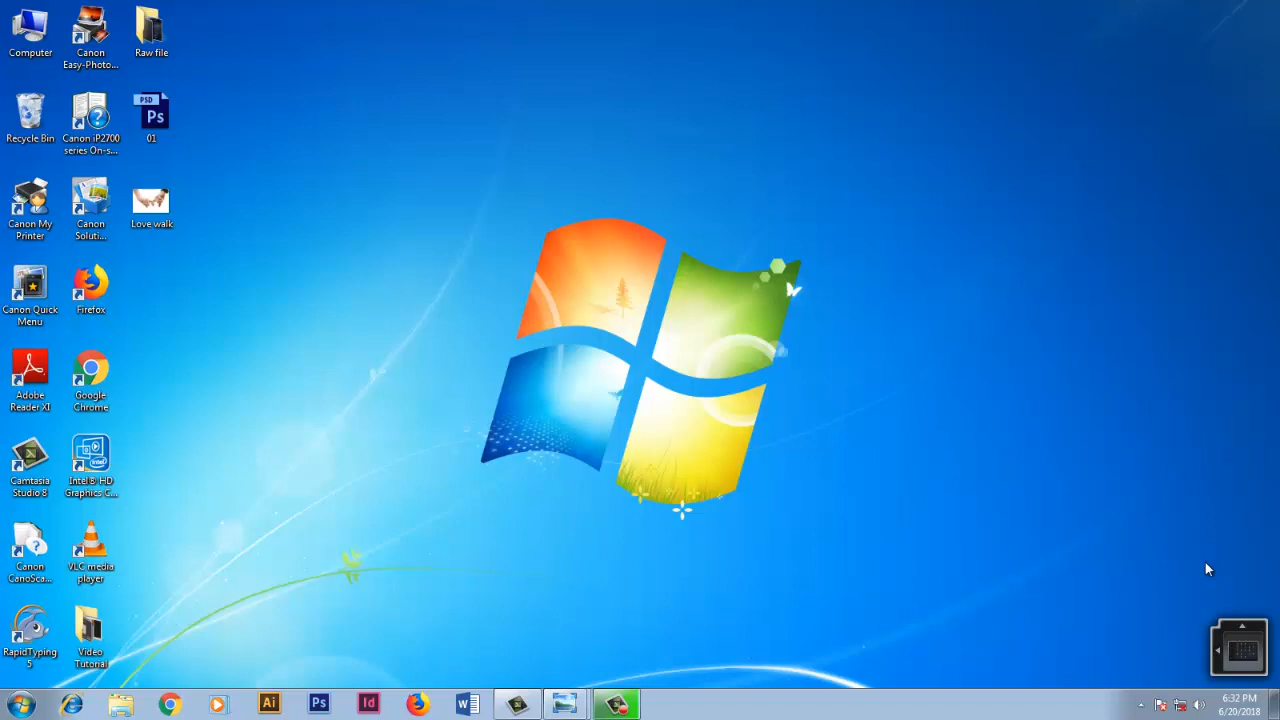 Computer
Canon
Easy-Photo...
Raw file
Recycle Bin
Canon iP2700
series On-s...
PSD
Ps
01
Canon My
Printer
Canon
Soluti...
Love walk
Canon Quick
Menu
Firefox
Adobe
Reader XI
Google
Chrome
Camtasia
Studio 8
Intel® HD
Graphics C...
Canon
CanoSca...
VLC media
player
RapidTyping
5
Video
Tutorial
Ai
Ps
Id
W
6:32 PM
6/20/2018